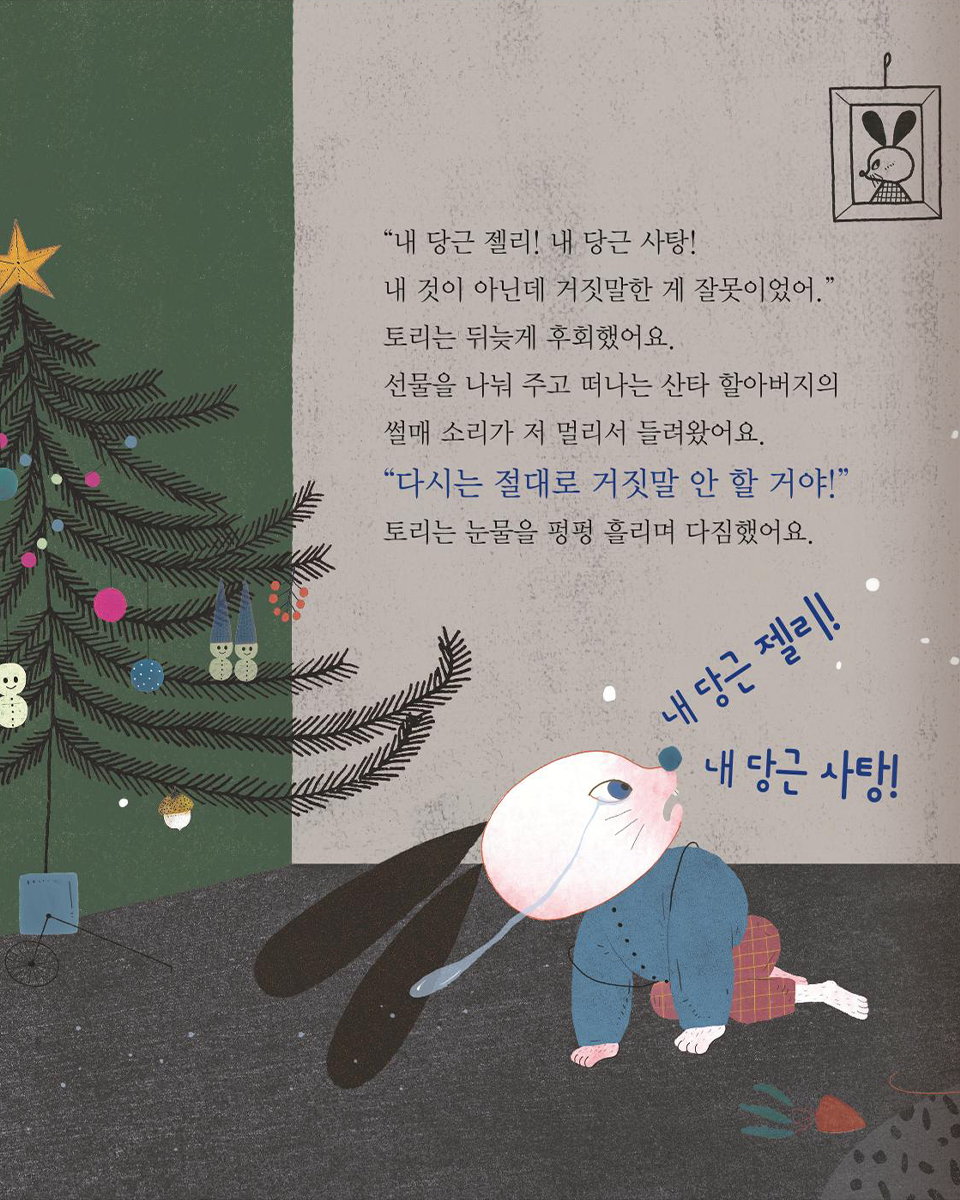 “내 당근 젤리! 내 당근 사탕!
내 것이 아닌데 거짓말한 게 잘못이었어.”
토리는 뒤늦게 후회했어요.
선물을 나눠 주고 떠나는 산타 할아버지의
썰매 소리가 저 멀리서 들려왔어요.
“다시는 절대로 거짓말 안 할 거야!”
토리는 눈물을 펑펑 흘리며 다짐했어요.
내 당근 젤리!
내 당근 사탕!